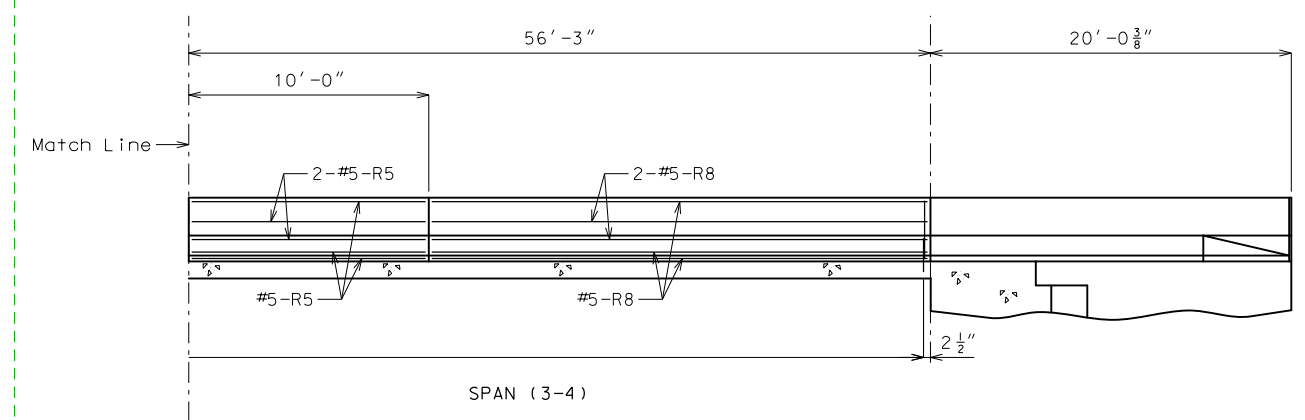 56'-3"
20'-0 3/8"
10'-0"
Match Line
2-#5-R5
2-#5-R8
#5-R5
#5-R8
2 1/2"
SPAN (3-4)